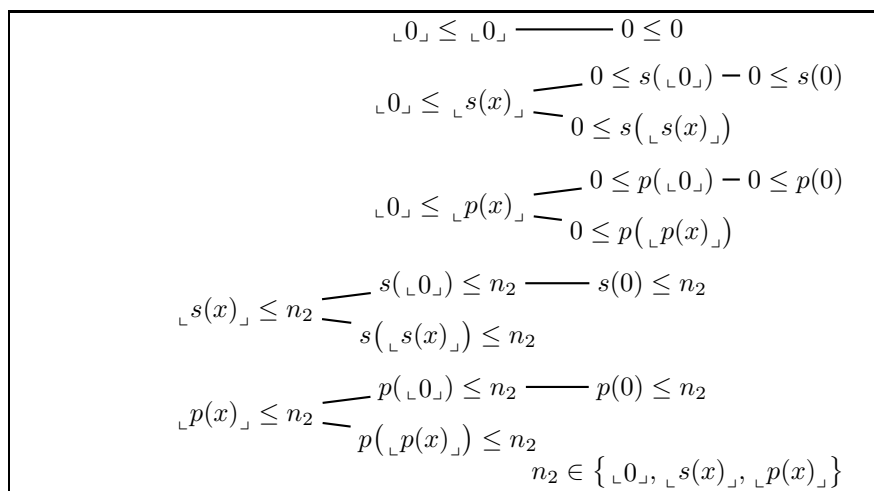 ⌞0⌟ ≤ ⌞0⌟ — 0 ≤ 0
0 ≤ s(⌞0⌟) — 0 ≤ s(0)
⌞0⌟ ≤ ⌞s(x)⌟
0 ≤ s(⌞s(x)⌟)
0 ≤ p(⌞0⌟) — 0 ≤ p(0)
⌞0⌟ ≤ ⌞p(x)⌟
0 ≤ p(⌞p(x)⌟)
s(⌞0⌟) ≤ n₂ — s(0) ≤ n₂
⌞s(x)⌟ ≤ n₂
s(⌞s(x)⌟) ≤ n₂
p(⌞0⌟) ≤ n₂ — p(0) ≤ n₂
⌞p(x)⌟ ≤ n₂
p(⌞p(x)⌟) ≤ n₂
n₂ ∈ {⌞0⌟, ⌞s(x)⌟, ⌞p(x)⌟}